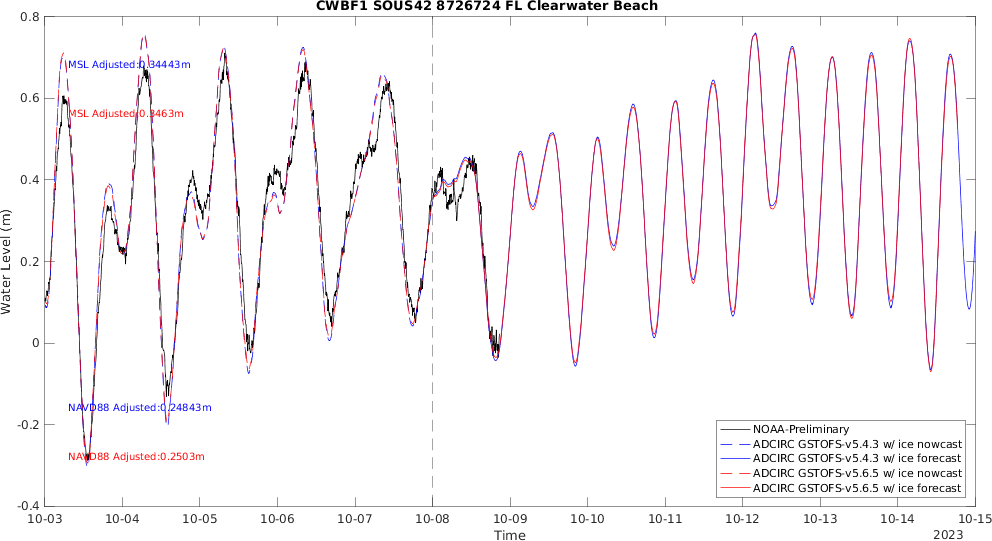 CWBF1 SOUS42 8726724 FL Clearwater Beach
0.8
0.6
0.4
0.2
0
-0.2
-0.4
Water Level (m)
MSL Adjusted:0.34443m
MSL Adjusted:0.3463m
NAVD88 Adjusted:0.24843m
NAVD88 Adjusted:0.2503m
NOAA-Preliminary
ADCIRC GSTOFS-v5.4.3 w/ ice nowcast
ADCIRC GSTOFS-v5.4.3 w/ ice forecast
ADCIRC GSTOFS-v5.6.5 w/ ice nowcast
ADCIRC GSTOFS-v5.6.5 w/ ice forecast
10-03 10-04 10-05 10-06 10-07 10-08 10-09 10-10 10-11 10-12 10-13 10-14 10-15
Time
2023